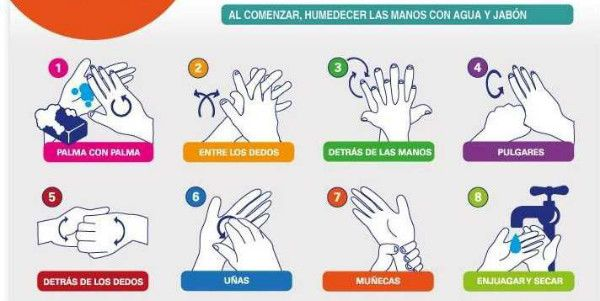 AL COMENZAR, HUMEDECER LAS MANOS CON AGUA Y JABÓN
1
PALMA CON PALMA
2
ENTRE LOS DEDOS
3
DETRÁS DE LAS MANOS
4
PULGARES
5
DETRÁS DE LOS DEDOS
6
UÑAS
7
MUÑECAS
8
ENJUAGAR Y SECAR